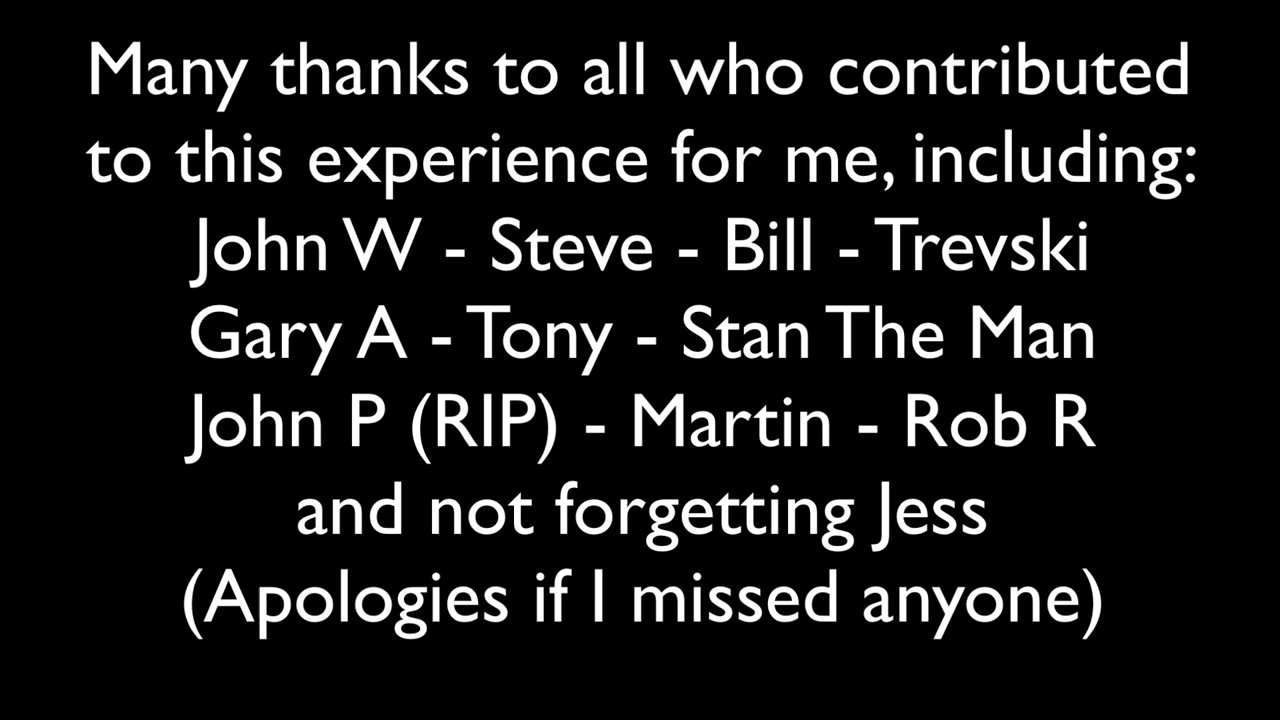 Many thanks to all who contributed
to this experience for me, including:
John W - Steve - Bill - Trevski
Gary A - Tony - Stan The Man
John P (RIP) - Martin - Rob R
and not forgetting Jess
(Apologies if I missed anyone)